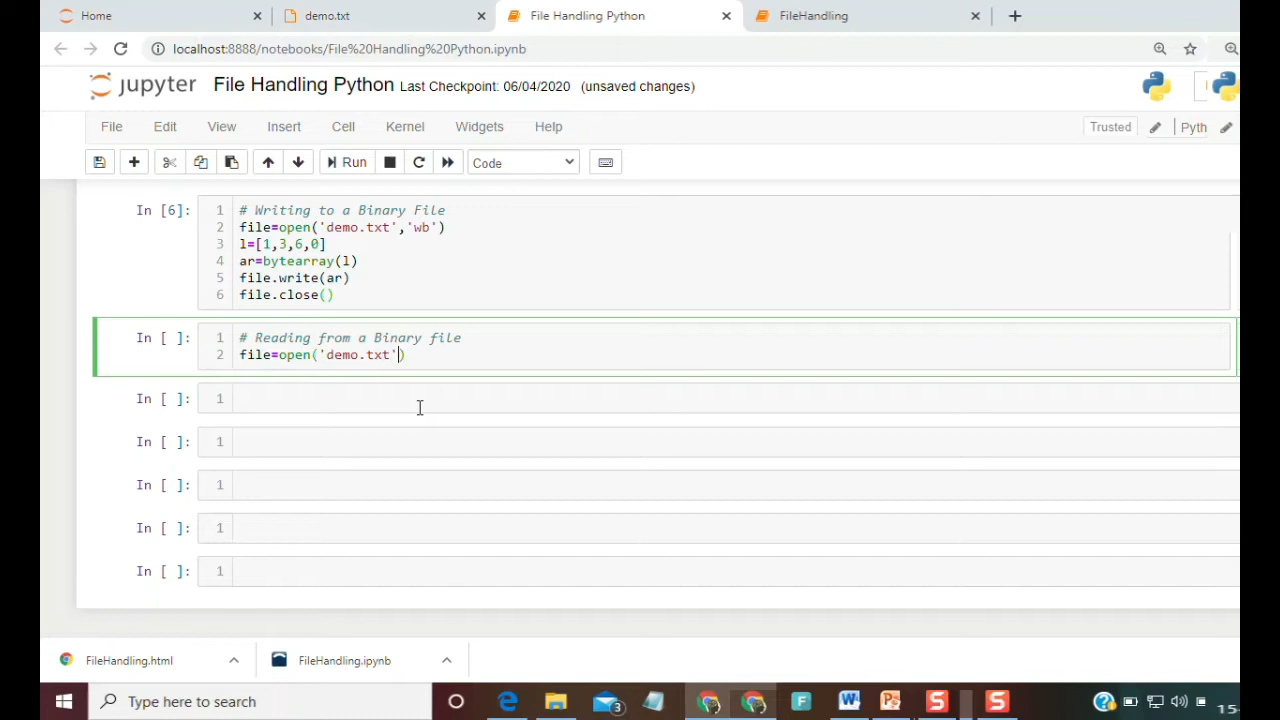 Home
demo.txt
File Handling Python
FileHandling
localhost:8888/notebooks/File%20Handling%20Python.ipynb
jupyter File Handling Python Last Checkpoint: 06/04/2020 (unsaved changes)
File Edit View Insert Cell Kernel Widgets Help
Trusted
Pyth
Run
Code
In [6]:
1 # Writing to a Binary File
2 file=open('demo.txt','wb')
3 l=[1,3,6,0]
4 ar=bytearray(l)
5 file.write(ar)
6 file.close()
In [ ]:
1 # Reading from a Binary file
2 file=open('demo.txt')
In [ ]: 1
In [ ]: 1
In [ ]: 1
In [ ]: 1
In [ ]: 1
FileHandling.html
FileHandling.ipynb
Type here to search
3
15